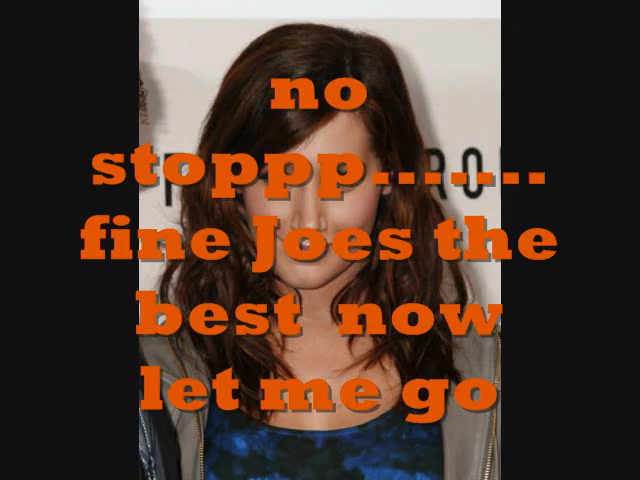 no
stoppp.......
fine Joes the
best now
let me go